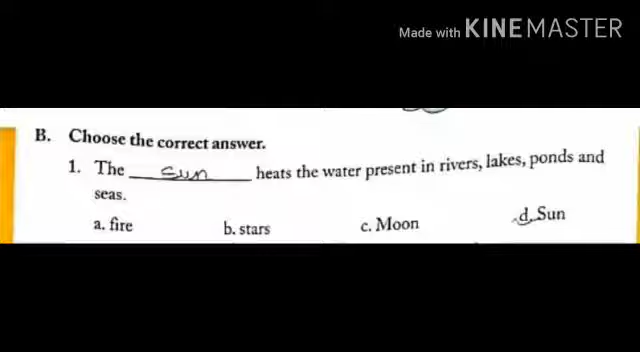 Made with KINEMASTER
B. Choose the correct answer.
1. The sun heats the water present in rivers, lakes, ponds and
seas.
a. fire b. stars c. Moon d. Sun